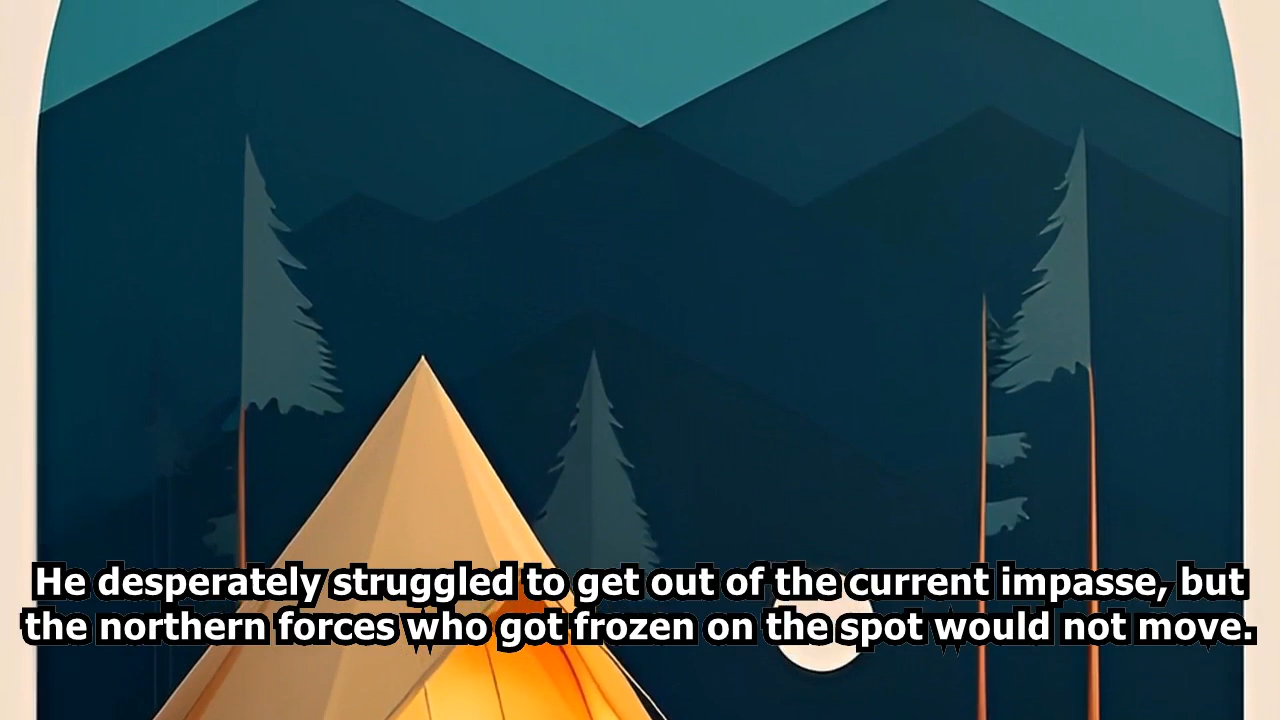 He desperately struggled to get out of the current impasse, but
the northern forces who got frozen on the spot would not move.